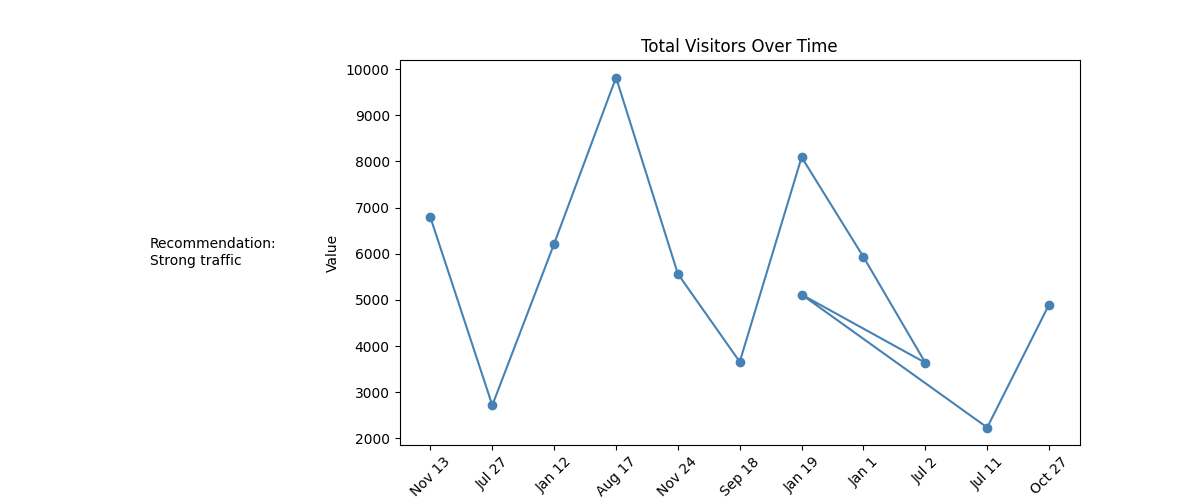 Total Visitors Over Time
10000
9000
8000
7000
6000
5000
4000
3000
2000
Value
Recommendation:
Strong traffic
Nov 13
Jul 27
Jan 12
Aug 17
Nov 24
Sep 18
Jan 19
Jan 1
Jul 2
Jul 11
Oct 27